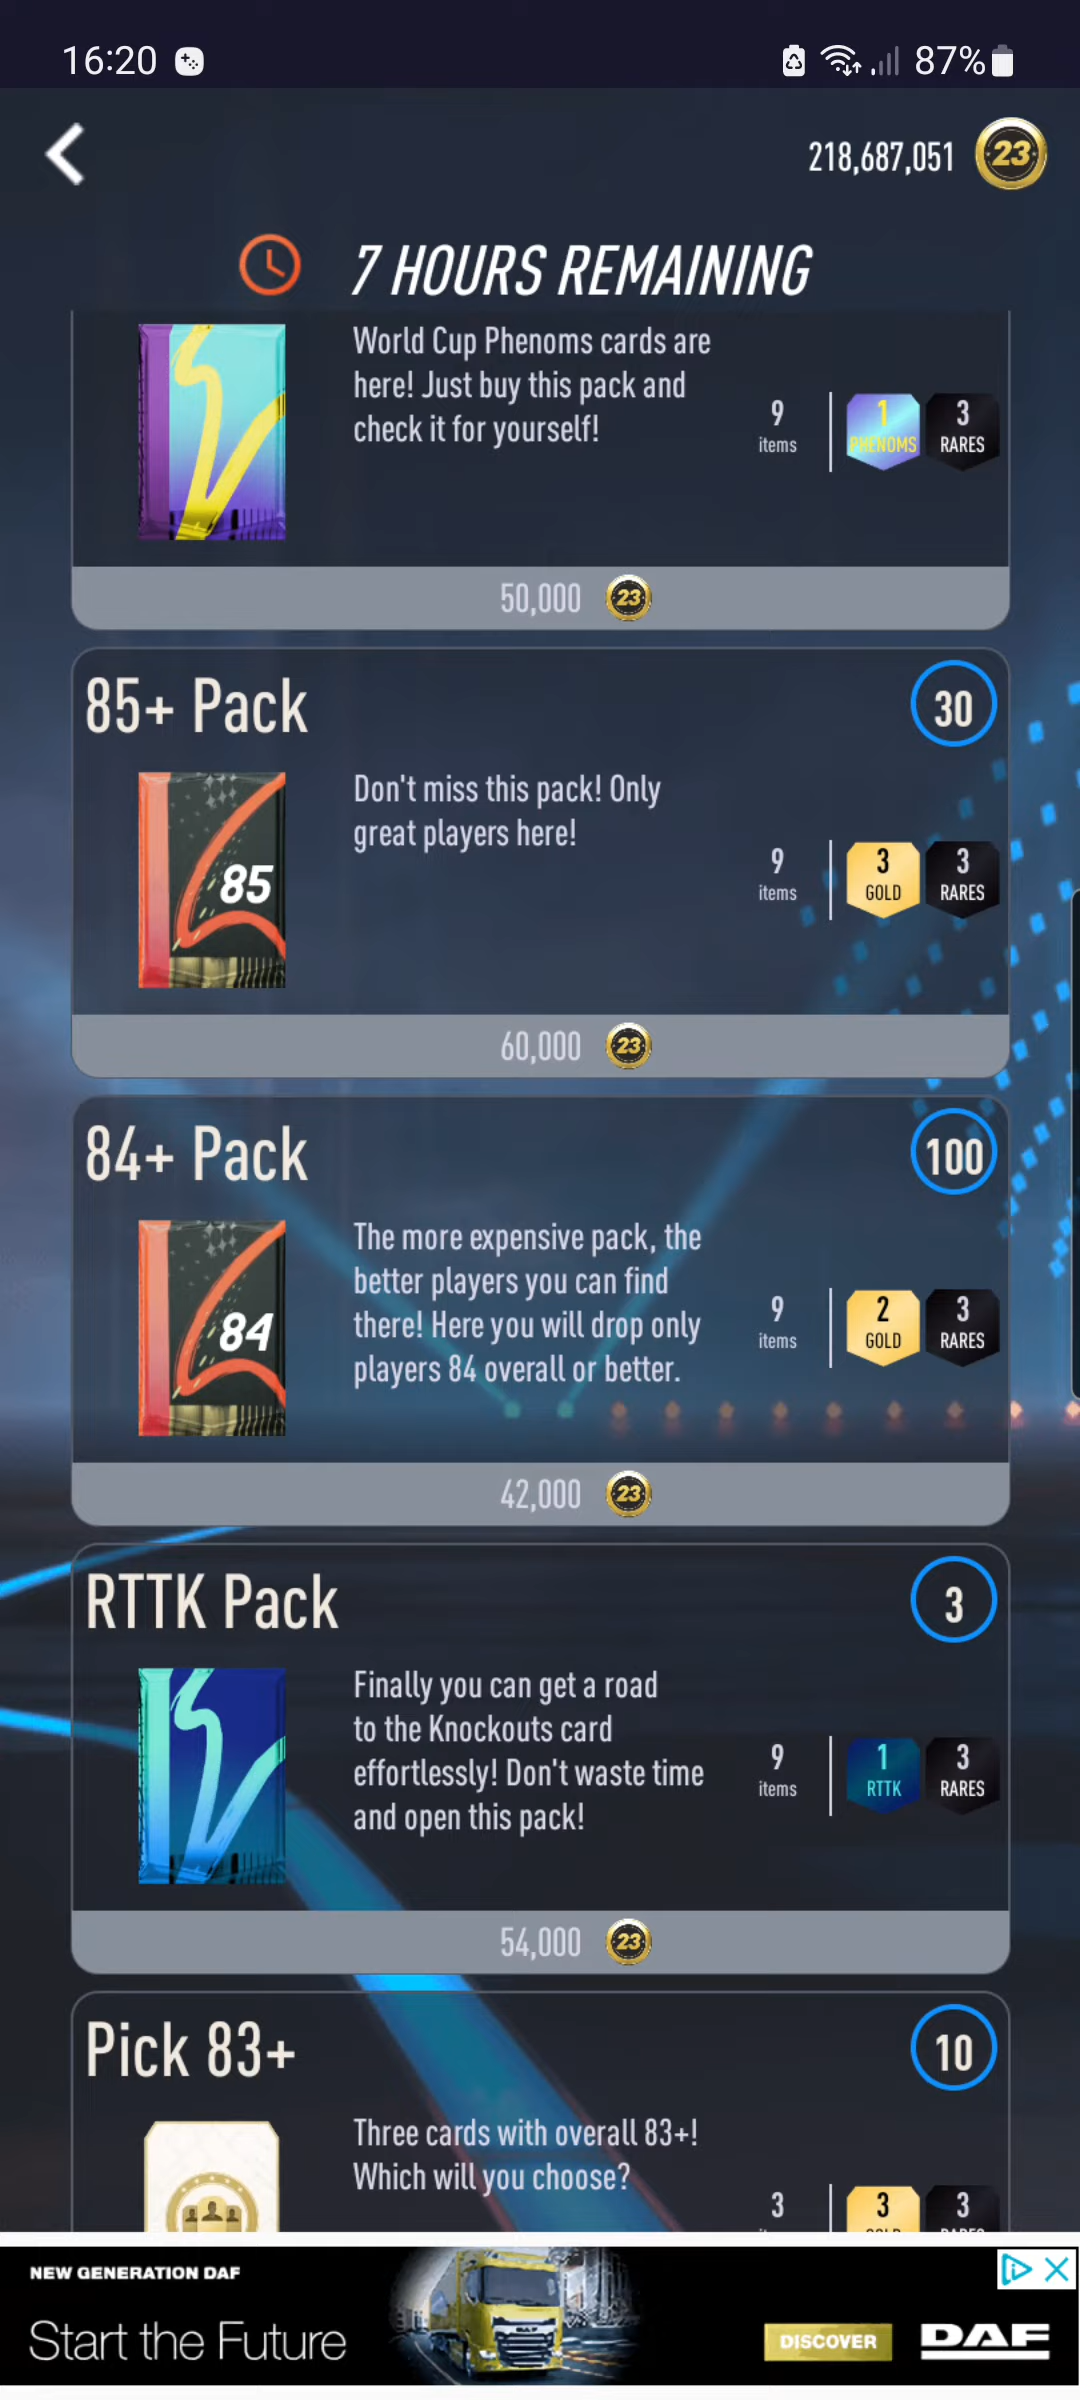 16:20
87%
218,687,051
23
7 HOURS REMAINING
World Cup Phenoms cards are
here! Just buy this pack and
check it for yourself!
9
items
1
PHENOMS
3
RARES
50,000
23
85+ Pack
30
85
Don't miss this pack! Only
great players here!
9
items
3
GOLD
3
RARES
60,000
23
84+ Pack
100
84
The more expensive pack, the
better players you can find
there! Here you will drop only
players 84 overall or better.
9
items
2
GOLD
3
RARES
42,000
23
RTTK Pack
3
Finally you can get a road
to the Knockouts card
effortlessly! Don't waste time
and open this pack!
9
items
1
RTTK
3
RARES
54,000
23
Pick 83+
10
Three cards with overall 83+!
Which will you choose?
3
3
3
NEW GENERATION DAF
Start the Future
DISCOVER
DAF